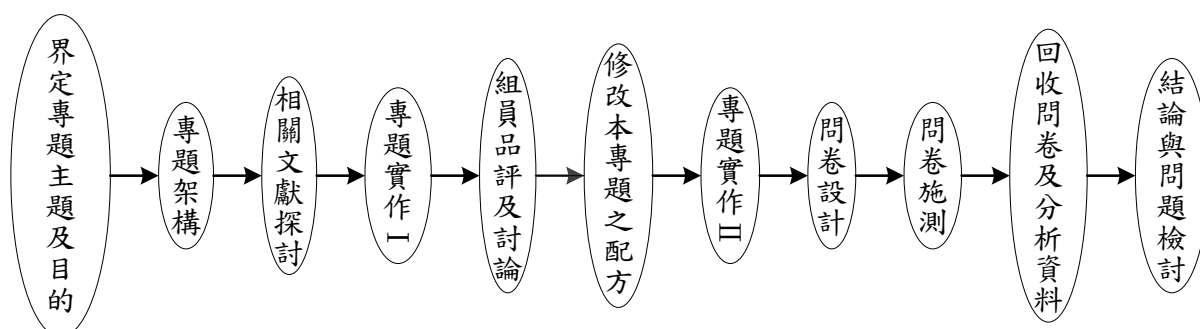 界定專題主題及目的
專題架構
相關文獻探討
專題實作I
組員品評及討論
修改本專題之配方
專題實作II
問卷設計
問卷施測
回收問卷及分析資料
結論與問題檢討